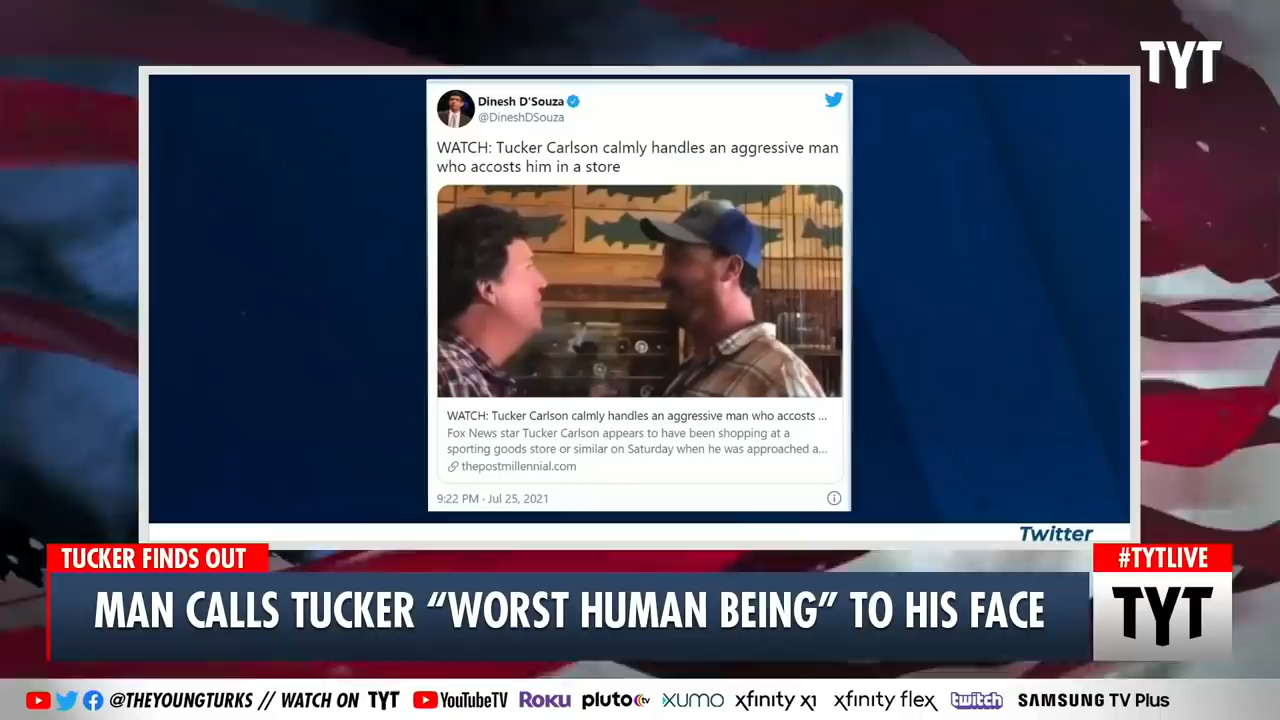 TYT
Dinesh D'Souza
@DineshDSouza
WATCH: Tucker Carlson calmly handles an aggressive man
who accosts him in a store
WATCH: Tucker Carlson calmly handles an aggressive man who accosts ...
Fox News star Tucker Carlson appears to have been shopping at a
sporting goods store or similar on Saturday when he was approached a...
thepostmillennial.com
9:22 PM · Jul 25, 2021
Twitter
TUCKER FINDS OUT
#TYTLIVE
MAN CALLS TUCKER “WORST HUMAN BEING” TO HIS FACE
TYT
@THEYOUNGTURKS // WATCH ON TYT YouTubeTV ROKU pluto tv XUMO xfinity x1 xfinity flex twitch SAMSUNG TV Plus